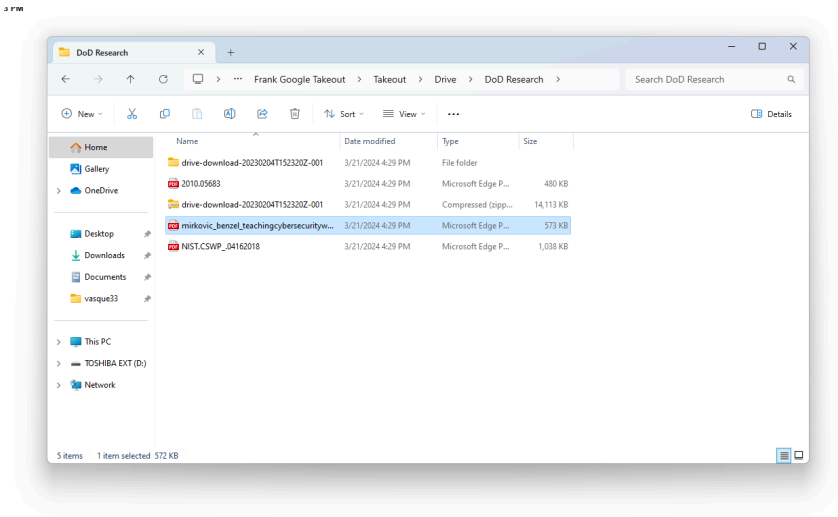 3 PM
DoD Research
Frank Google Takeout > Takeout > Drive > DoD Research >
Search DoD Research
New
Sort
View
Details
Home
Gallery
OneDrive
Desktop
Downloads
Documents
vasque33
This PC
TOSHIBA EXT (D:)
Network
Name Date modified Type Size
drive-download-20230204T152320Z-001 3/21/2024 4:29 PM File folder
2010.05683 3/21/2024 4:29 PM Microsoft Edge P... 480 KB
drive-download-20230204T152320Z-001 3/21/2024 4:29 PM Compressed (zipp... 14,113 KB
mirkovic_benzel_teachingcybersecurityw... 3/21/2024 4:29 PM Microsoft Edge P... 573 KB
NIST.CSWP_.04162018 3/21/2024 4:29 PM Microsoft Edge P... 1,038 KB
5 items 1 item selected 572 KB